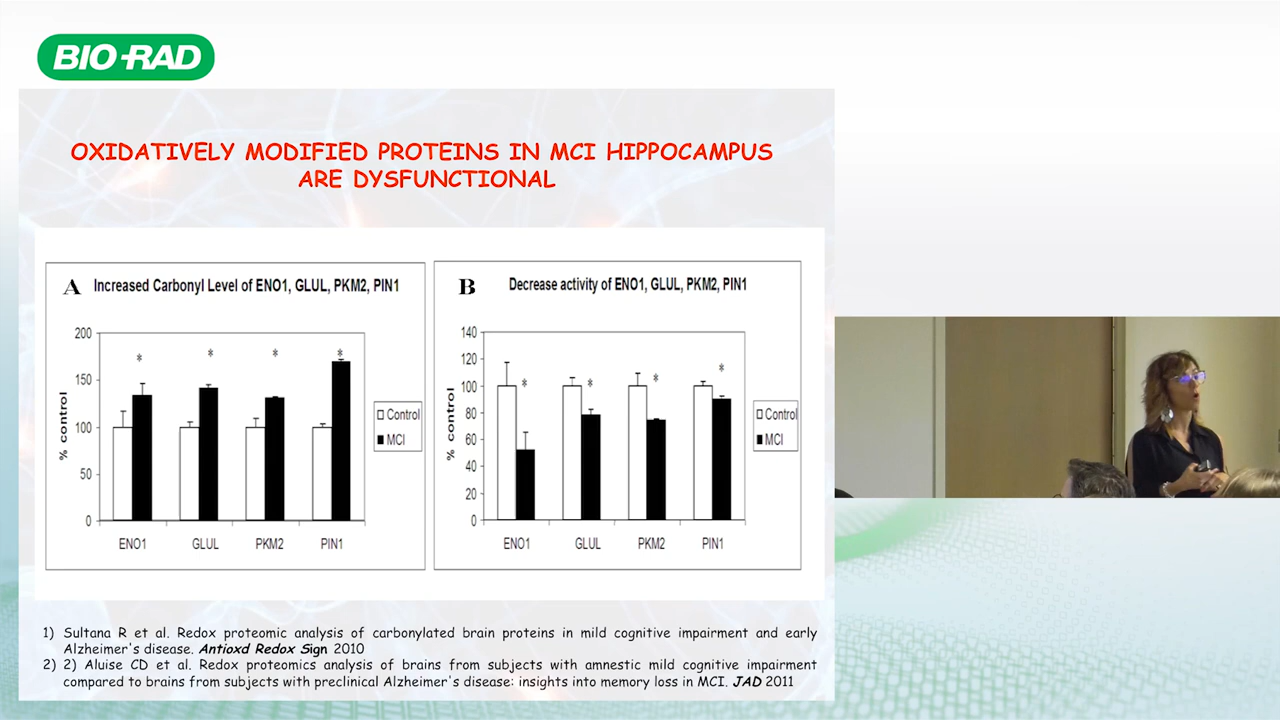 BIO-RAD
OXIDATIVELY MODIFIED PROTEINS IN MCI HIPPOCAMPUS
ARE DYSFUNCTIONAL
A Increased Carbonyl Level of ENO1, GLUL, PKM2, PIN1
200
150
100
50
0
% control
* * * *
ENO1 GLUL PKM2 PIN1
Control
MCI
B Decrease activity of ENO1, GLUL, PKM2, PIN1
140
120
100
80
60
40
20
0
% control
* * * *
ENO1 GLUL PKM2 PIN1
Control
MCI
1) Sultana R et al. Redox proteomic analysis of carbonylated brain proteins in mild cognitive impairment and early
Alzheimer's disease. Antioxd Redox Sign 2010
2) 2) Aluise CD et al. Redox proteomics analysis of brains from subjects with amnestic mild cognitive impairment
compared to brains from subjects with preclinical Alzheimer's disease: insights into memory loss in MCI. JAD 2011